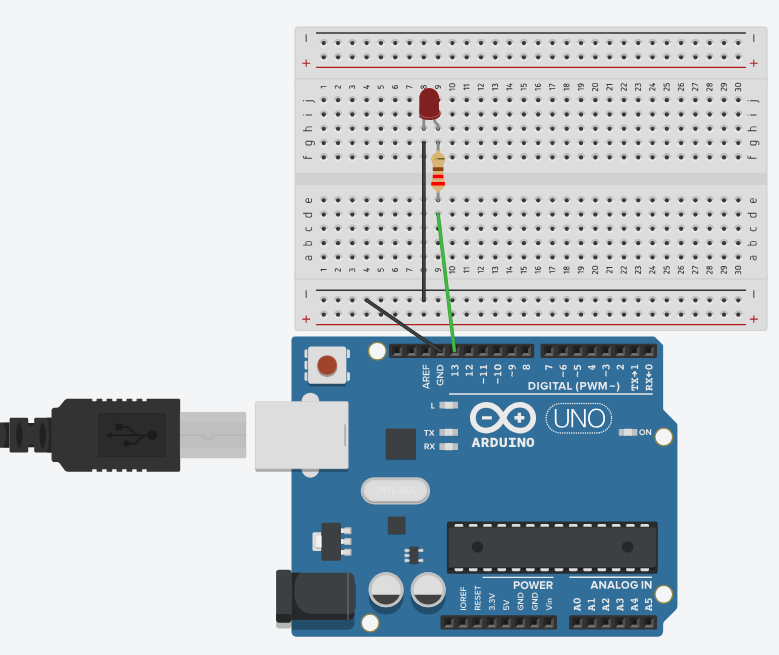 − −
+ +
1 2 3 4 5 6 7 8 9 10 11 12 13 14 15 16 17 18 19 20 21 22 23 24 25 26 27 28 29 30
j j
i i
h h
g g
f f
e e
d d
c c
b b
a a
1 2 3 4 5 6 7 8 9 10 11 12 13 14 15 16 17 18 19 20 21 22 23 24 25 26 27 28 29 30
− −
+ +
AREF GND 13 12 ~11 ~10 ~9 8 7 ~6 ~5 4 ~3 2 TX→1 RX←0
DIGITAL (PWM~)
L
TX
RX
UNO
ON
ARDUINO
POWER
ANALOG IN
IOREF RESET 3.3V 5V GND GND Vin A0 A1 A2 A3 A4 A5